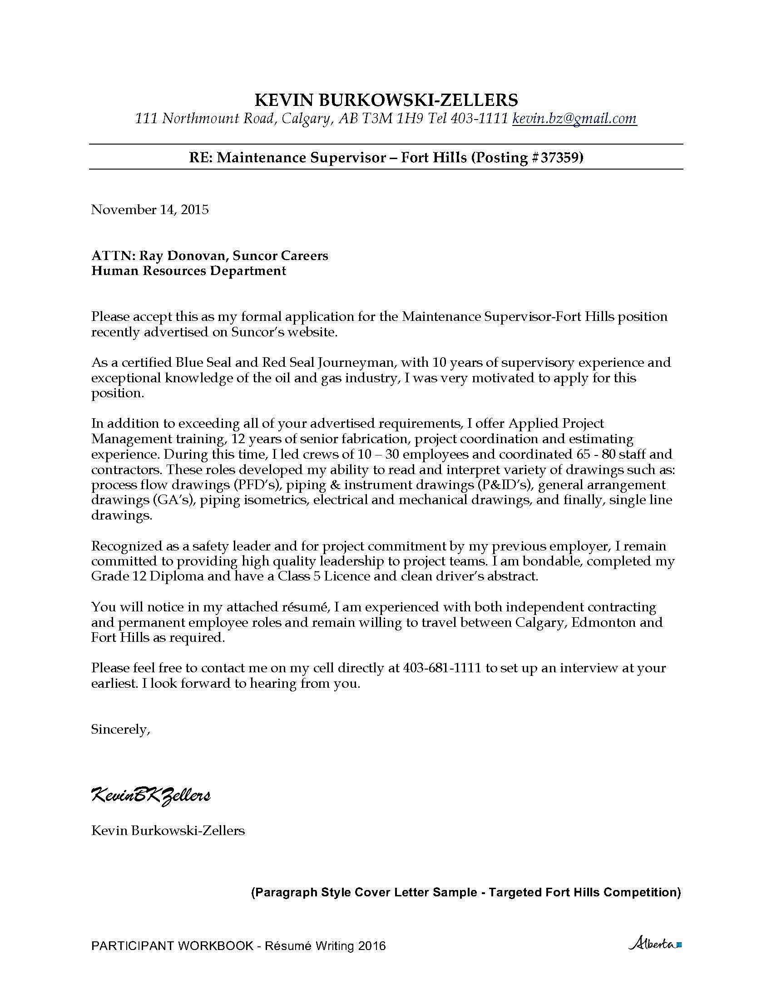 KEVIN BURKOWSKI-ZELLERS
111 Northmount Road, Calgary, AB T3M 1H9 Tel 403-1111 kevin.bz@gmail.com
RE: Maintenance Supervisor – Fort Hills (Posting #37359)
November 14, 2015
ATTN: Ray Donovan, Suncor Careers
Human Resources Department
Please accept this as my formal application for the Maintenance Supervisor-Fort Hills position
recently advertised on Suncor’s website.
As a certified Blue Seal and Red Seal Journeyman, with 10 years of supervisory experience and
exceptional knowledge of the oil and gas industry, I was very motivated to apply for this
position.
In addition to exceeding all of your advertised requirements, I offer Applied Project
Management training, 12 years of senior fabrication, project coordination and estimating
experience. During this time, I led crews of 10 – 30 employees and coordinated 65 - 80 staff and
contractors. These roles developed my ability to read and interpret variety of drawings such as:
process flow drawings (PFD’s), piping & instrument drawings (P&ID’s), general arrangement
drawings (GA’s), piping isometrics, electrical and mechanical drawings, and finally, single line
drawings.
Recognized as a safety leader and for project commitment by my previous employer, I remain
committed to providing high quality leadership to project teams. I am bondable, completed my
Grade 12 Diploma and have a Class 5 Licence and clean driver’s abstract.
You will notice in my attached résumé, I am experienced with both independent contracting
and permanent employee roles and remain willing to travel between Calgary, Edmonton and
Fort Hills as required.
Please feel free to contact me on my cell directly at 403-681-1111 to set up an interview at your
earliest. I look forward to hearing from you.
Sincerely,
KevinBKZellers
Kevin Burkowski-Zellers
(Paragraph Style Cover Letter Sample - Targeted Fort Hills Competition)
PARTICIPANT WORKBOOK - Résumé Writing 2016
Alberta